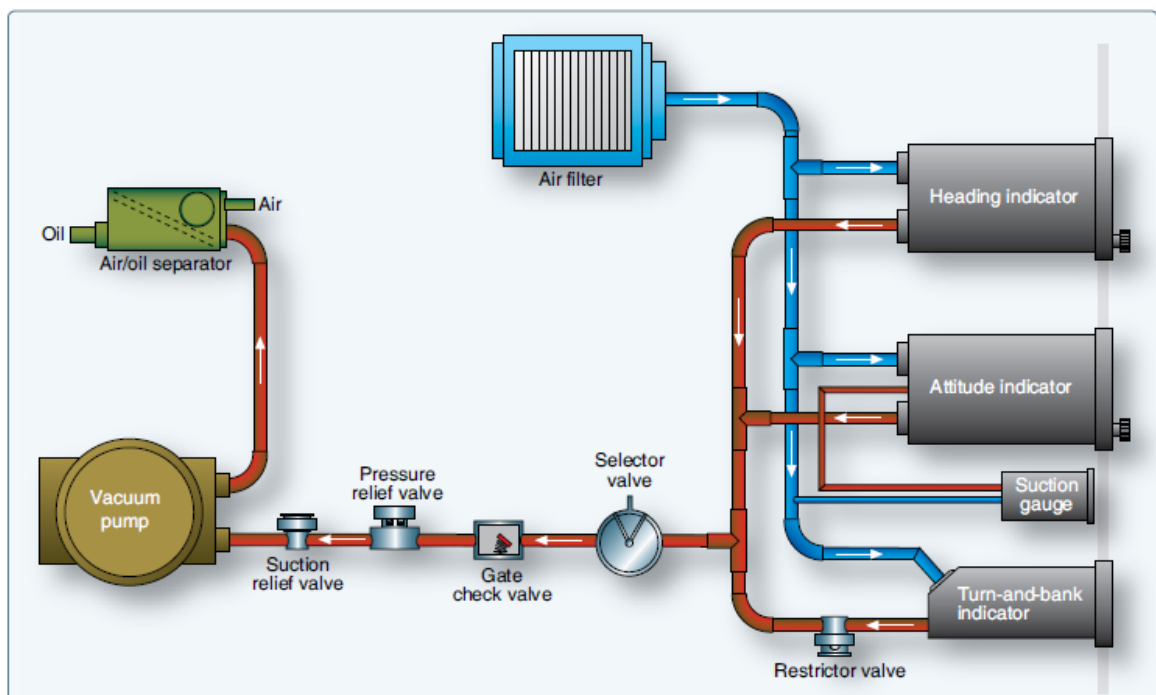 Air filter
Heading indicator
Air
Oil
Air/oil separator
Attitude indicator
Vacuum
pump
Suction
relief valve
Pressure
relief valve
Gate
check valve
Selector
valve
Suction
gauge
Turn-and-bank
indicator
Restrictor valve